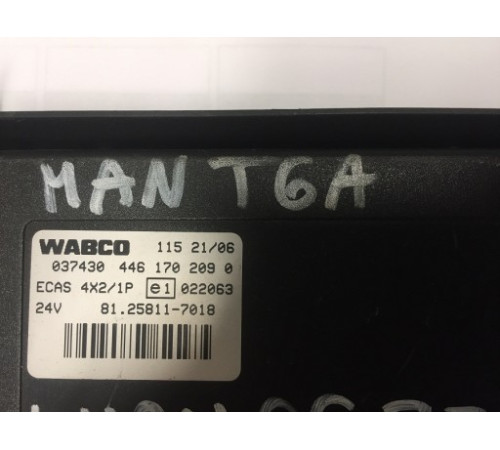 MAN TGA
WABCO 115 21/06
037430 446 170 209 0
ECAS 4X2/1P e1 022063
24V 81.25811-7018